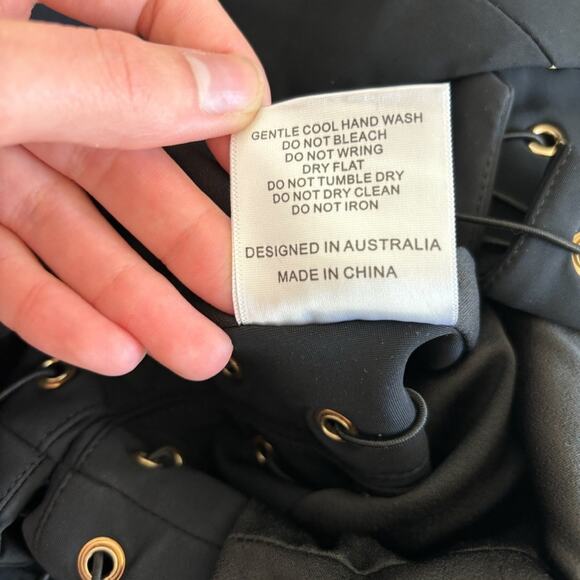 GENTLE COOL HAND WASH
DO NOT BLEACH
DO NOT WRING
DRY FLAT
DO NOT TUMBLE DRY
DO NOT DRY CLEAN
DO NOT IRON
DESIGNED IN AUSTRALIA
MADE IN CHINA